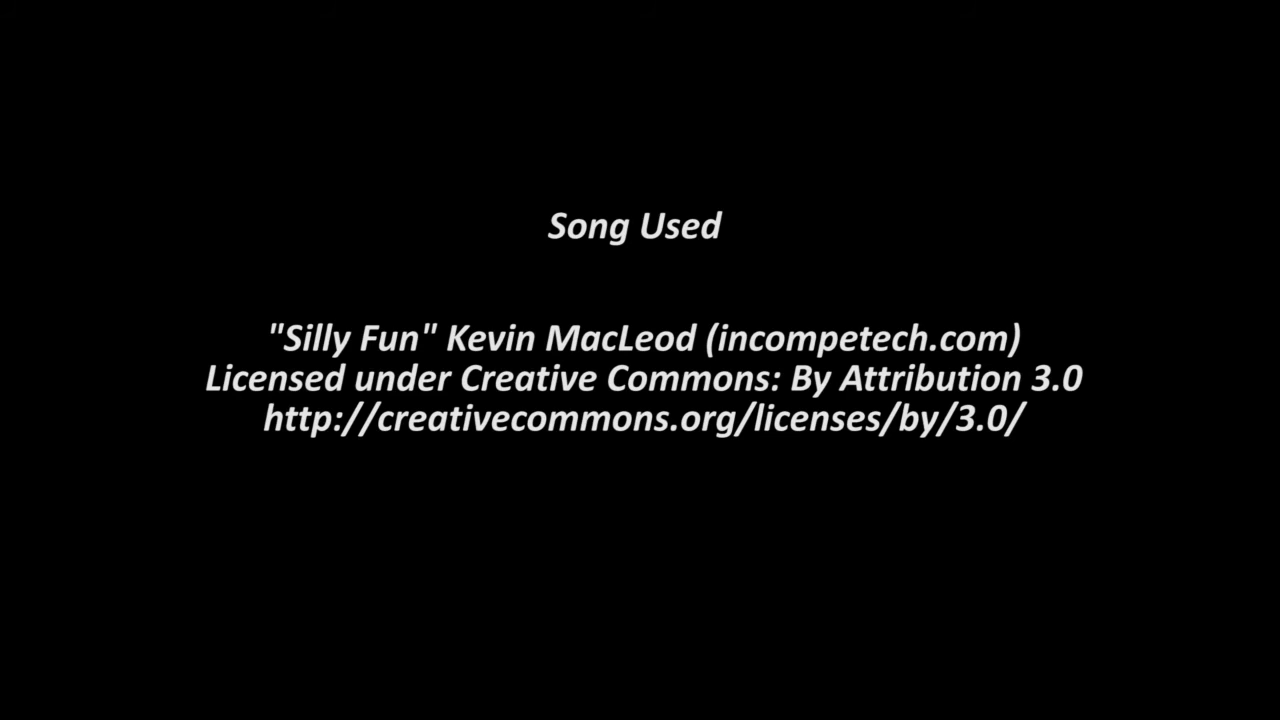 Song Used
"Silly Fun" Kevin MacLeod (incompetech.com)
Licensed under Creative Commons: By Attribution 3.0
http://creativecommons.org/licenses/by/3.0/